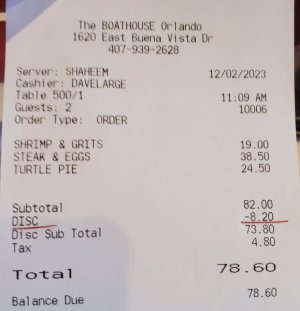 The BOATHOUSE Orlando
1620 East Buena Vista Dr
407-939-2628
Server: SHAHEEM 12/02/2023
Cashier: DAVELARGE
Table 500/1 11:09 AM
Guests: 2 10006
Order Type: ORDER
SHRIMP & GRITS 19.00
STEAK & EGGS 38.50
TURTLE PIE 24.50
Subtotal 82.00
DISC -8.20
Disc Sub Total 73.80
Tax 4.80
Total 78.60
Balance Due 78.60